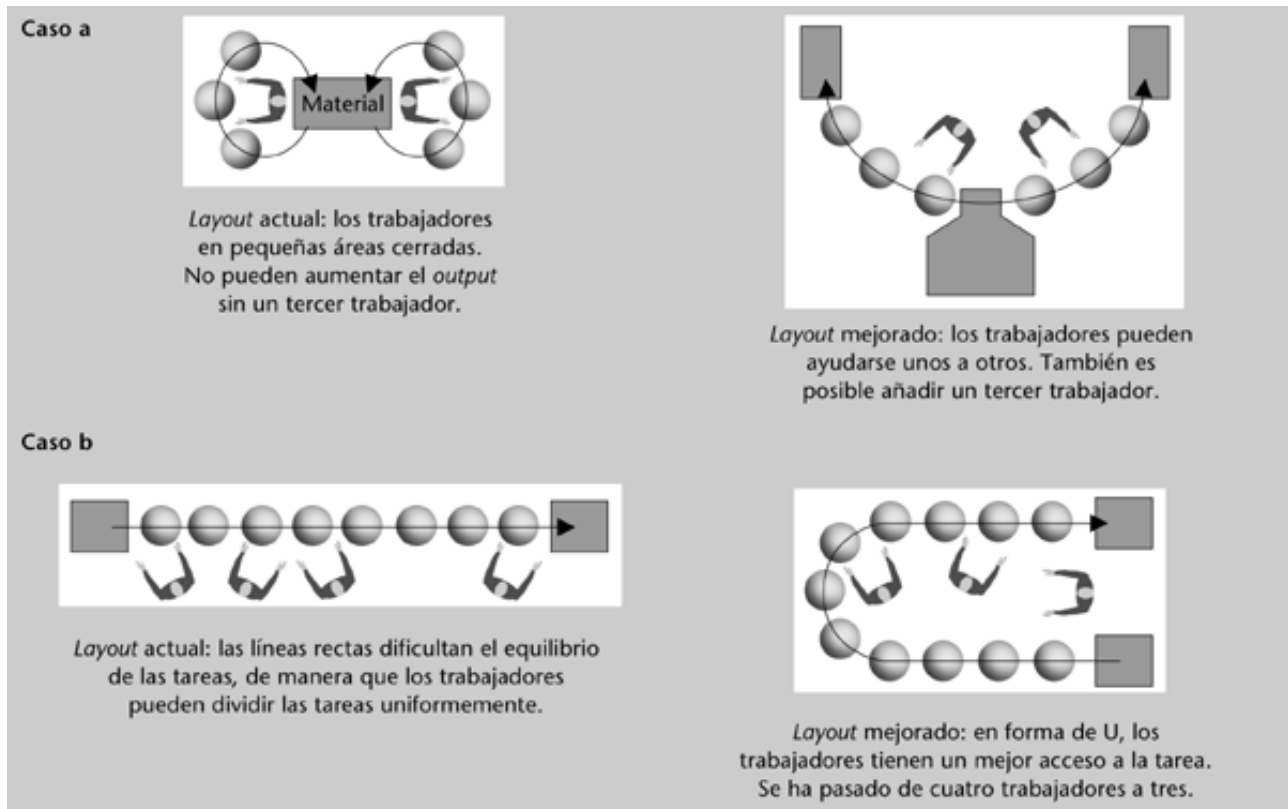 Caso a
Material
Layout actual: los trabajadores
en pequeñas áreas cerradas.
No pueden aumentar el output
sin un tercer trabajador.
Layout mejorado: los trabajadores pueden
ayudarse unos a otros. También es
posible añadir un tercer trabajador.
Caso b
Layout actual: las líneas rectas dificultan el equilibrio
de las tareas, de manera que los trabajadores
pueden dividir las tareas uniformemente.
Layout mejorado: en forma de U, los
trabajadores tienen un mejor acceso a la tarea.
Se ha pasado de cuatro trabajadores a tres.